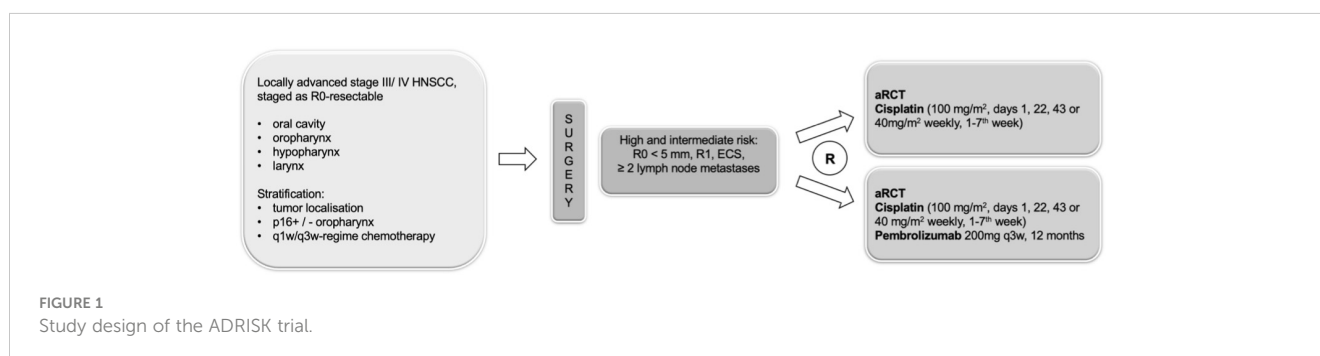 Locally advanced stage III/ IV HNSCC,
staged as R0-resectable
• oral cavity
• oropharynx
• hypopharynx
• larynx
Stratification:
• tumor localisation
• p16+ / - oropharynx
• q1w/q3w-regime chemotherapy
S
U
R
G
E
R
Y
High and intermediate risk:
R0 < 5 mm, R1, ECS,
≥ 2 lymph node metastases
R
aRCT
Cisplatin (100 mg/m², days 1, 22, 43 or
40mg/m² weekly, 1-7th week)
aRCT
Cisplatin (100 mg/m², days 1, 22, 43 or
40 mg/m² weekly, 1-7th week)
Pembrolizumab 200mg q3w, 12 months
FIGURE 1
Study design of the ADRISK trial.